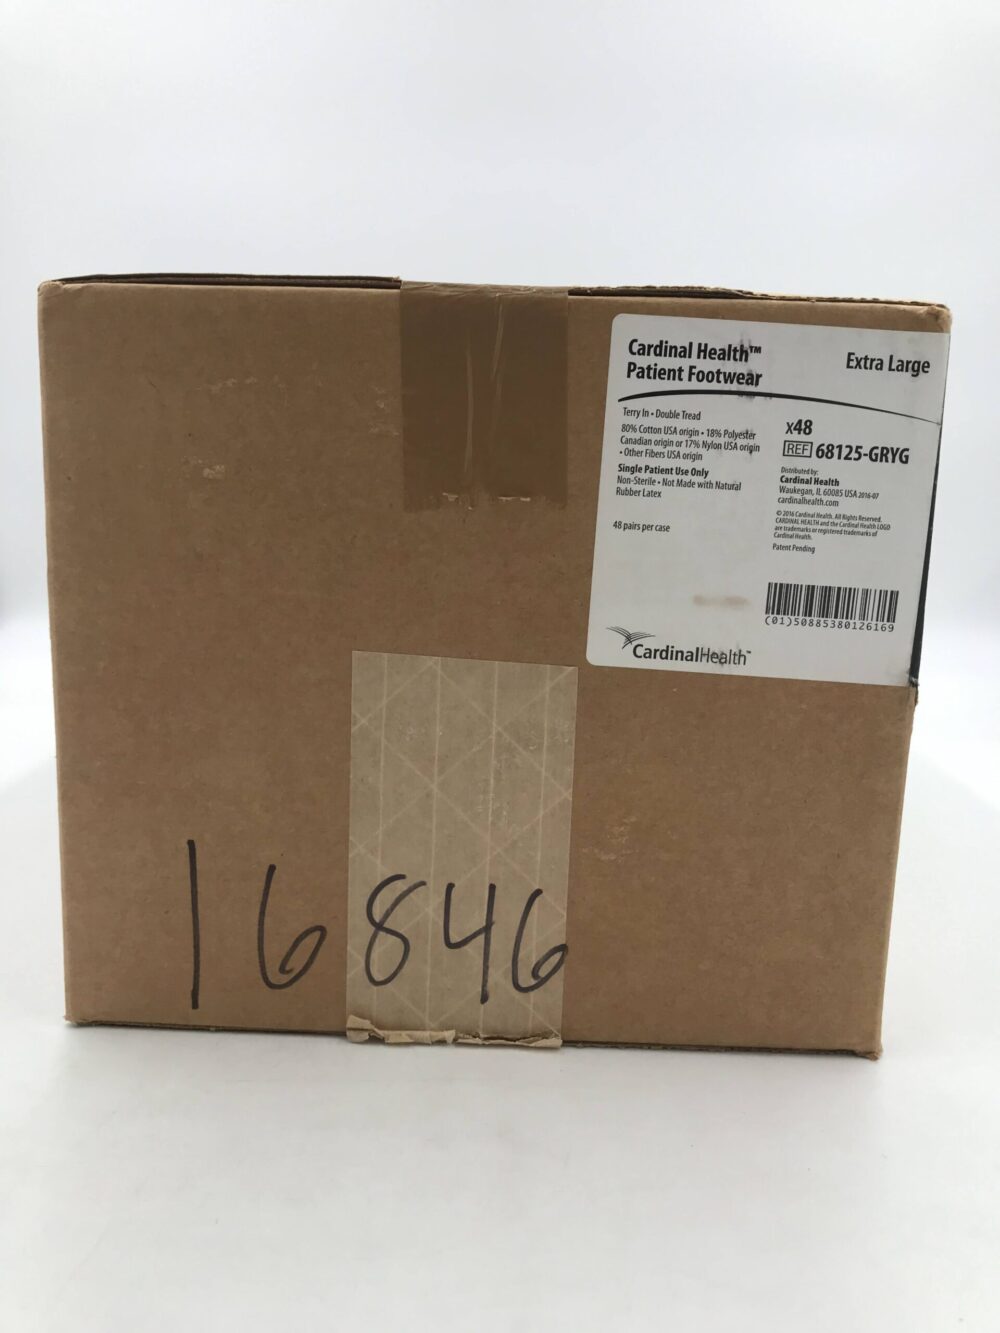 Cardinal Health™
Patient Footwear
Extra Large
Terry In • Double Tread
80% Cotton USA origin • 18% Polyester
Canadian origin or 17% Nylon USA origin
• Other Fibers USA origin
Single Patient Use Only
Non-Sterile • Not Made with Natural
Rubber Latex
48 pairs per case
x48
REF 68125-GRYG
Distributed by:
Cardinal Health
Waukegan, IL 60085 USA 2016-07
cardinalhealth.com
© 2016 Cardinal Health. All Rights Reserved.
CARDINAL HEALTH and the Cardinal Health LOGO
are trademarks or registered trademarks of
Cardinal Health.
Patent Pending
(01)50885380126169
CardinalHealth™
16846